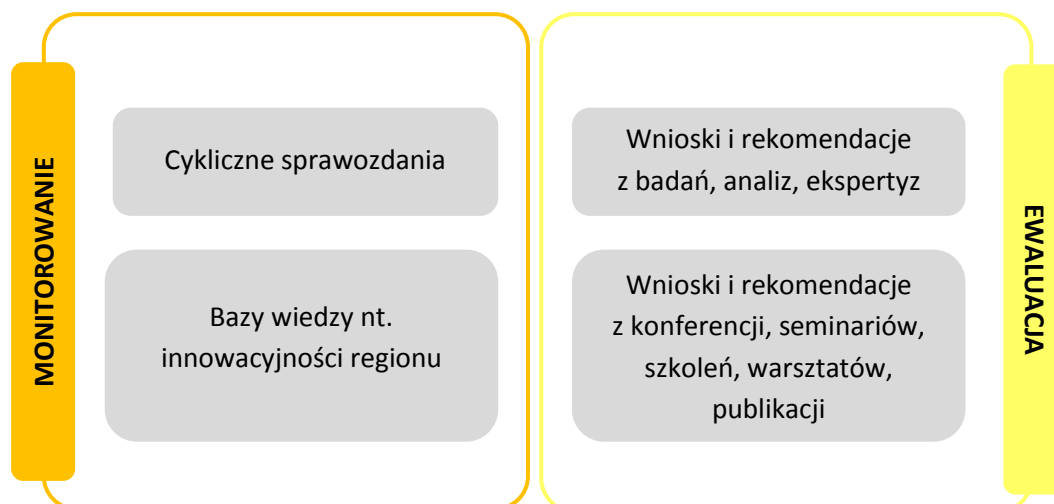 MONITOROWANIE
Cykliczne sprawozdania
Bazy wiedzy nt.
innowacyjności regionu
Wnioski i rekomendacje
z badań, analiz, ekspertyz
Wnioski i rekomendacje
z konferencji, seminariów,
szkoleń, warsztatów,
publikacji
EWALUACJA